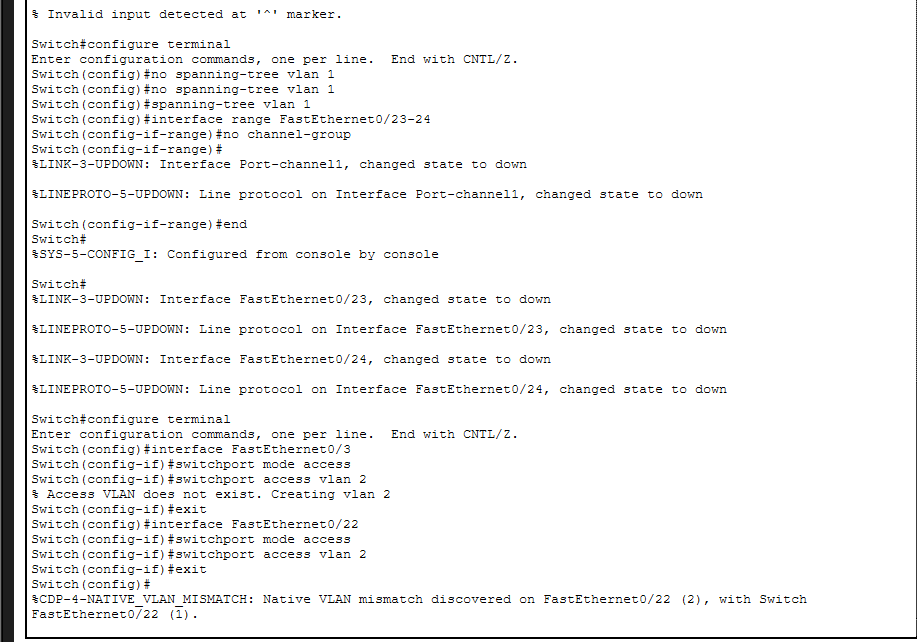 % Invalid input detected at '^' marker.
Switch#configure terminal
Enter configuration commands, one per line.  End with CNTL/Z.
Switch(config)#no spanning-tree vlan 1
Switch(config)#no spanning-tree vlan 1
Switch(config)#spanning-tree vlan 1
Switch(config)#interface range FastEthernet0/23-24
Switch(config-if-range)#no channel-group
Switch(config-if-range)#
%LINK-3-UPDOWN: Interface Port-channel1, changed state to down
%LINEPROTO-5-UPDOWN: Line protocol on Interface Port-channel1, changed state to down
Switch(config-if-range)#end
Switch#
%SYS-5-CONFIG_I: Configured from console by console
Switch#
%LINK-3-UPDOWN: Interface FastEthernet0/23, changed state to down
%LINEPROTO-5-UPDOWN: Line protocol on Interface FastEthernet0/23, changed state to down
%LINK-3-UPDOWN: Interface FastEthernet0/24, changed state to down
%LINEPROTO-5-UPDOWN: Line protocol on Interface FastEthernet0/24, changed state to down
Switch#configure terminal
Enter configuration commands, one per line.  End with CNTL/Z.
Switch(config)#interface FastEthernet0/3
Switch(config-if)#switchport mode access
Switch(config-if)#switchport access vlan 2
% Access VLAN does not exist. Creating vlan 2
Switch(config-if)#exit
Switch(config)#interface FastEthernet0/22
Switch(config-if)#switchport mode access
Switch(config-if)#switchport access vlan 2
Switch(config-if)#exit
Switch(config)#
%CDP-4-NATIVE_VLAN_MISMATCH: Native VLAN mismatch discovered on FastEthernet0/22 (2), with Switch
FastEthernet0/22 (1).